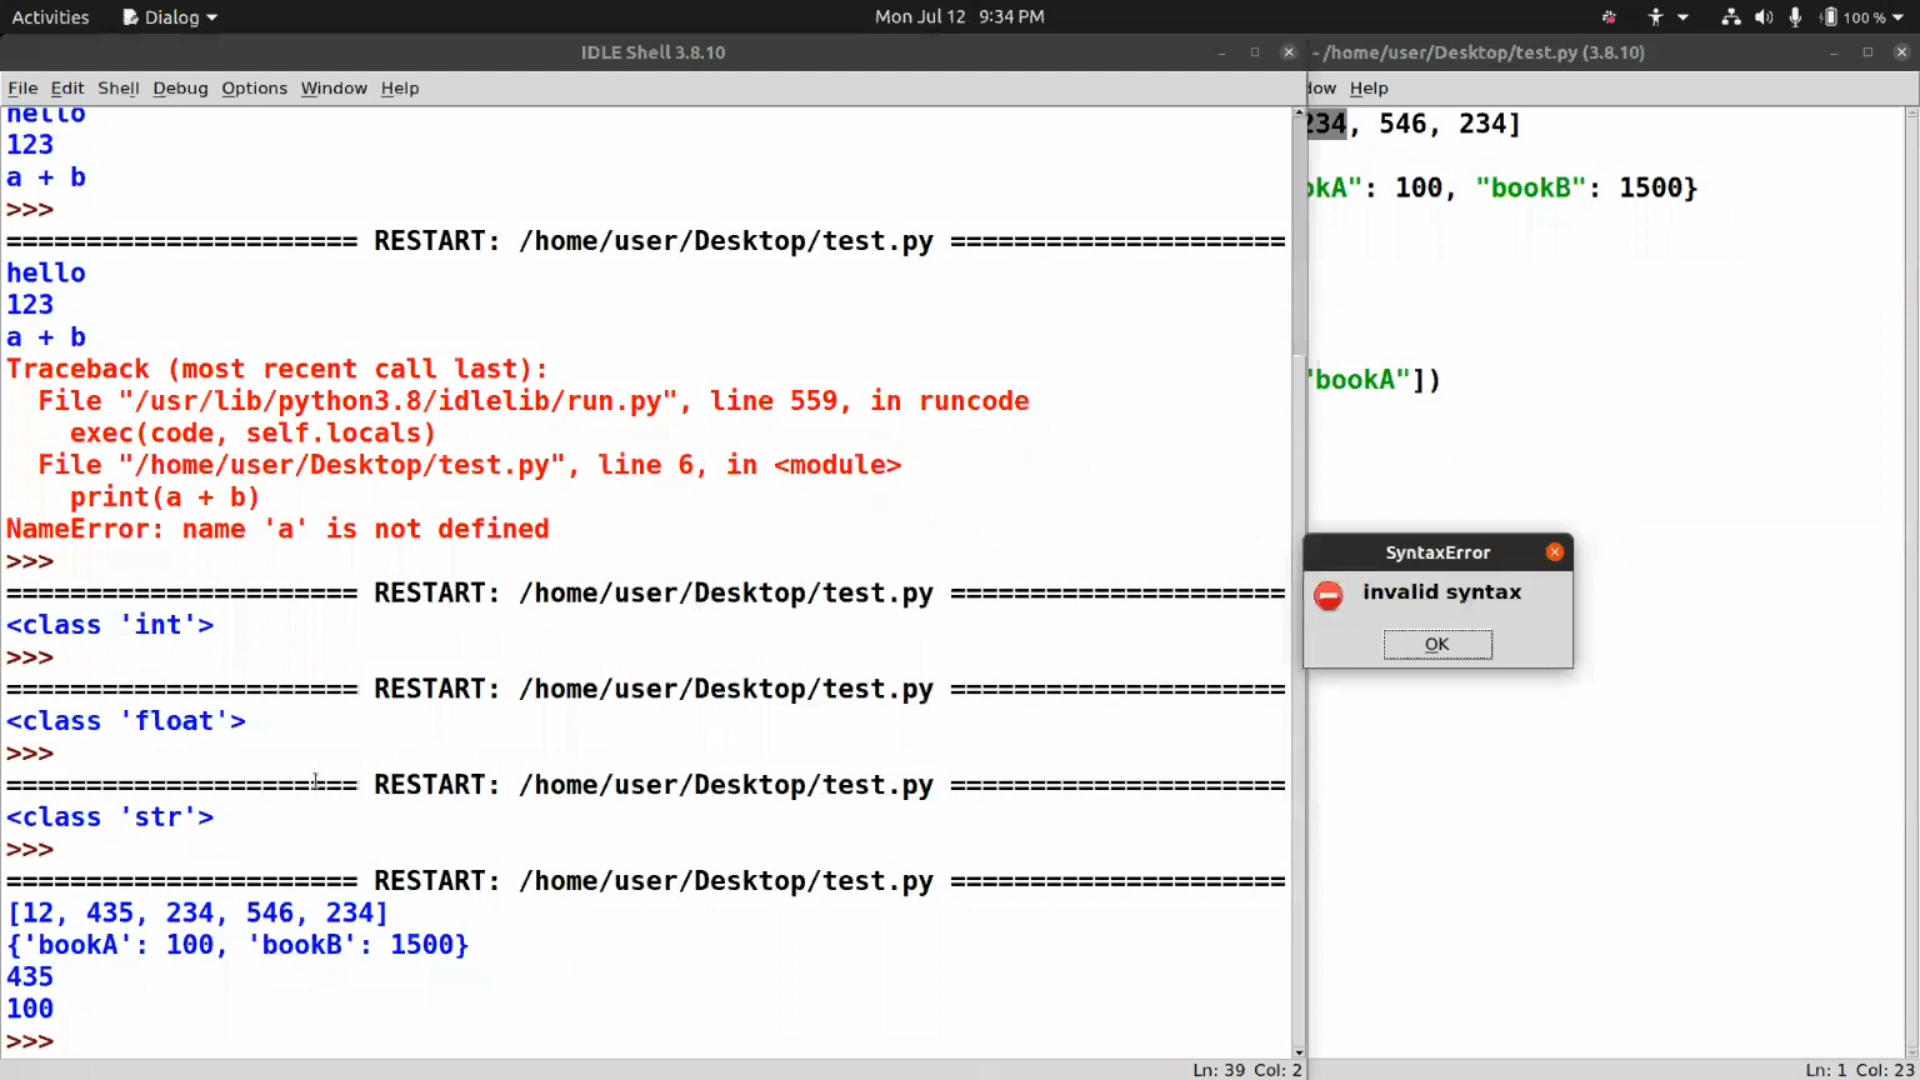 Activities Dialog Mon Jul 12 9:34 PM 100 %
IDLE Shell 3.8.10
File Edit Shell Debug Options Window Help
hello
123
a + b
>>>
====================== RESTART: /home/user/Desktop/test.py =====================
hello
123
a + b
Traceback (most recent call last):
  File "/usr/lib/python3.8/idlelib/run.py", line 559, in runcode
    exec(code, self.locals)
  File "/home/user/Desktop/test.py", line 6, in <module>
    print(a + b)
NameError: name 'a' is not defined
>>>
====================== RESTART: /home/user/Desktop/test.py =====================
<class 'int'>
>>>
====================== RESTART: /home/user/Desktop/test.py =====================
<class 'float'>
>>>
====================== RESTART: /home/user/Desktop/test.py =====================
<class 'str'>
>>>
====================== RESTART: /home/user/Desktop/test.py =====================
[12, 435, 234, 546, 234]
{'bookA': 100, 'bookB': 1500}
435
100
>>>
Ln: 39 Col: 2
- /home/user/Desktop/test.py (3.8.10)
dow Help
234, 546, 234]
okA": 100, "bookB": 1500}
"bookA"])
SyntaxError
invalid syntax
OK
Ln: 1 Col: 23